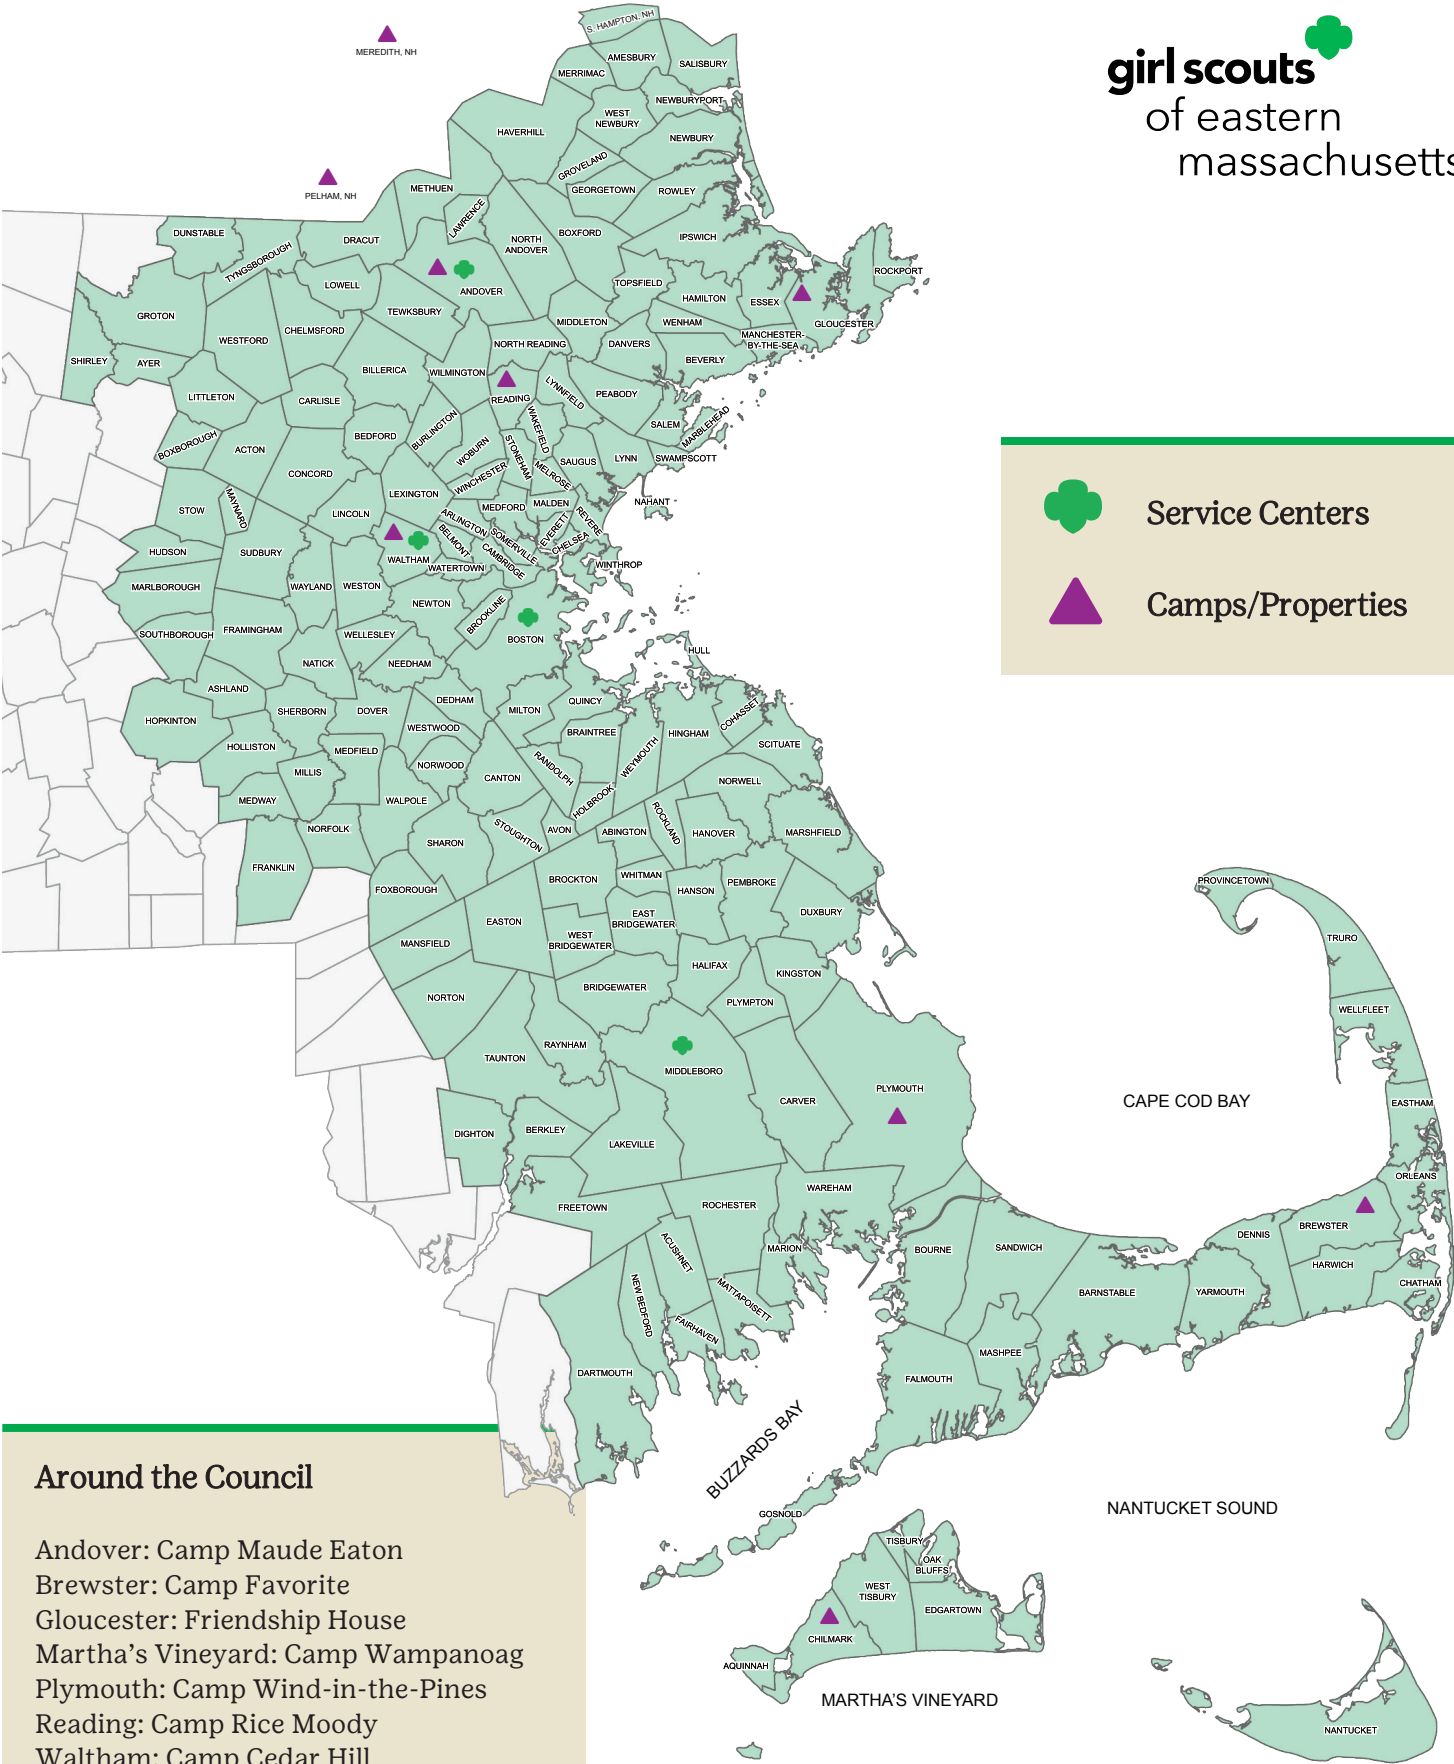 S. HAMPTON, NH
MEREDITH, NH
AMESBURY
SALISBURY
MERRIMAC
girl scouts
of eastern
massachusetts
NEWBURYPORT
WEST
NEWBURY
HAVERHILL
NEWBURY
GROVELAND
PELHAM, NH
METHUEN
GEORGETOWN
ROWLEY
LAWRENCE
DUNSTABLE
DRACUT
NORTH
ANDOVER
BOXFORD
IPSWICH
TYNGSBOROUGH
ROCKPORT
LOWELL
ANDOVER
TOPSFIELD
HAMILTON
ESSEX
GROTON
TEWKSBURY
MIDDLETON
WENHAM
GLOUCESTER
CHELMSFORD
WESTFORD
NORTH READING
DANVERS
MANCHESTER-
BY-THE-SEA
SHIRLEY
AYER
BILLERICA
WILMINGTON
BEVERLY
LITTLETON
CARLISLE
READING
LYNNFIELD
PEABODY
BURLINGTON
WAKEFIELD
SALEM
MARBLEHEAD
BOXBOROUGH
ACTON
BEDFORD
WOBURN
STONEHAM
SAUGUS
LYNN
SWAMPSCOTT
CONCORD
WINCHESTER
MELROSE
LEXINGTON
STOW
MAYNARD
LINCOLN
MEDFORD
MALDEN
NAHANT
ARLINGTON
EVERETT
REVERE
Service Centers
HUDSON
SUDBURY
BELMONT
SOMERVILLE
CHELSEA
WALTHAM
WATERTOWN
CAMBRIDGE
WINTHROP
MARLBOROUGH
WAYLAND
WESTON
NEWTON
BROOKLINE
Camps/Properties
SOUTHBOROUGH
FRAMINGHAM
WELLESLEY
BOSTON
NATICK
NEEDHAM
HULL
ASHLAND
HOPKINTON
SHERBORN
DOVER
DEDHAM
MILTON
QUINCY
WESTWOOD
BRAINTREE
HINGHAM
COHASSET
HOLLISTON
MEDFIELD
WEYMOUTH
SCITUATE
MILLIS
NORWOOD
CANTON
RANDOLPH
NORWELL
MEDWAY
WALPOLE
HOLBROOK
NORFOLK
SHARON
STOUGHTON
AVON
ABINGTON
ROCKLAND
HANOVER
MARSHFIELD
FRANKLIN
FOXBOROUGH
BROCKTON
WHITMAN
HANSON
PEMBROKE
PROVINCETOWN
EASTON
EAST
BRIDGEWATER
DUXBURY
MANSFIELD
WEST
BRIDGEWATER
TRURO
HALIFAX
KINGSTON
NORTON
BRIDGEWATER
PLYMPTON
WELLFLEET
RAYNHAM
TAUNTON
MIDDLEBORO
PLYMOUTH
CARVER
CAPE COD BAY
EASTHAM
DIGHTON
BERKLEY
LAKEVILLE
ORLEANS
WAREHAM
FREETOWN
ROCHESTER
BREWSTER
DENNIS
ACUSHNET
MARION
BOURNE
SANDWICH
HARWICH
CHATHAM
NEW BEDFORD
MATTAPOISETT
BARNSTABLE
YARMOUTH
FAIRHAVEN
MASHPEE
DARTMOUTH
FALMOUTH
BUZZARDS BAY
NANTUCKET SOUND
GOSNOLD
TISBURY
OAK
BLUFFS
WEST
TISBURY
EDGARTOWN
CHILMARK
AQUINNAH
MARTHA'S VINEYARD
NANTUCKET
Around the Council
Andover: Camp Maude Eaton
Brewster: Camp Favorite
Gloucester: Friendship House
Martha's Vineyard: Camp Wampanoag
Plymouth: Camp Wind-in-the-Pines
Reading: Camp Rice Moody
Waltham: Camp Cedar Hill